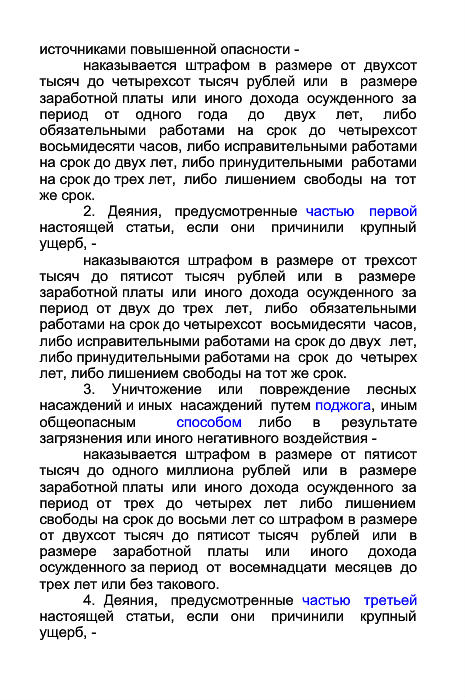 источниками повышенной опасности -
наказывается штрафом в размере от двухсот
тысяч до четырехсот тысяч рублей или в размере
заработной платы или иного дохода осужденного за
период от одного года до двух лет, либо
обязательными работами на срок до четырехсот
восьмидесяти часов, либо исправительными работами
на срок до двух лет, либо принудительными работами
на срок до трех лет, либо лишением свободы на тот
же срок.
2. Деяния, предусмотренные частью первой
настоящей статьи, если они причинили крупный
ущерб, -
наказываются штрафом в размере от трехсот
тысяч до пятисот тысяч рублей или в размере
заработной платы или иного дохода осужденного за
период от двух до трех лет, либо обязательными
работами на срок до четырехсот восьмидесяти часов,
либо исправительными работами на срок до двух лет,
либо принудительными работами на срок до четырех
лет, либо лишением свободы на тот же срок.
3. Уничтожение или повреждение лесных
насаждений и иных насаждений путем поджога, иным
общеопасным способом либо в результате
загрязнения или иного негативного воздействия -
наказывается штрафом в размере от пятисот
тысяч до одного миллиона рублей или в размере
заработной платы или иного дохода осужденного за
период от трех до четырех лет либо лишением
свободы на срок до восьми лет со штрафом в размере
от двухсот тысяч до пятисот тысяч рублей или в
размере заработной платы или иного дохода
осужденного за период от восемнадцати месяцев до
трех лет или без такового.
4. Деяния, предусмотренные частью третьей
настоящей статьи, если они причинили крупный
ущерб, -